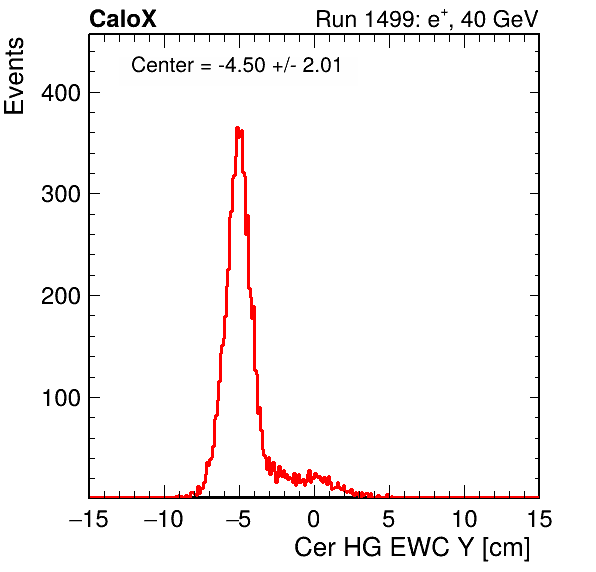 CaloX Run 1499: e⁺, 40 GeV
Center = -4.50 +/- 2.01
Events
400
300
200
100
−15 −10 −5 0 5 10 15
Cer HG EWC Y [cm]